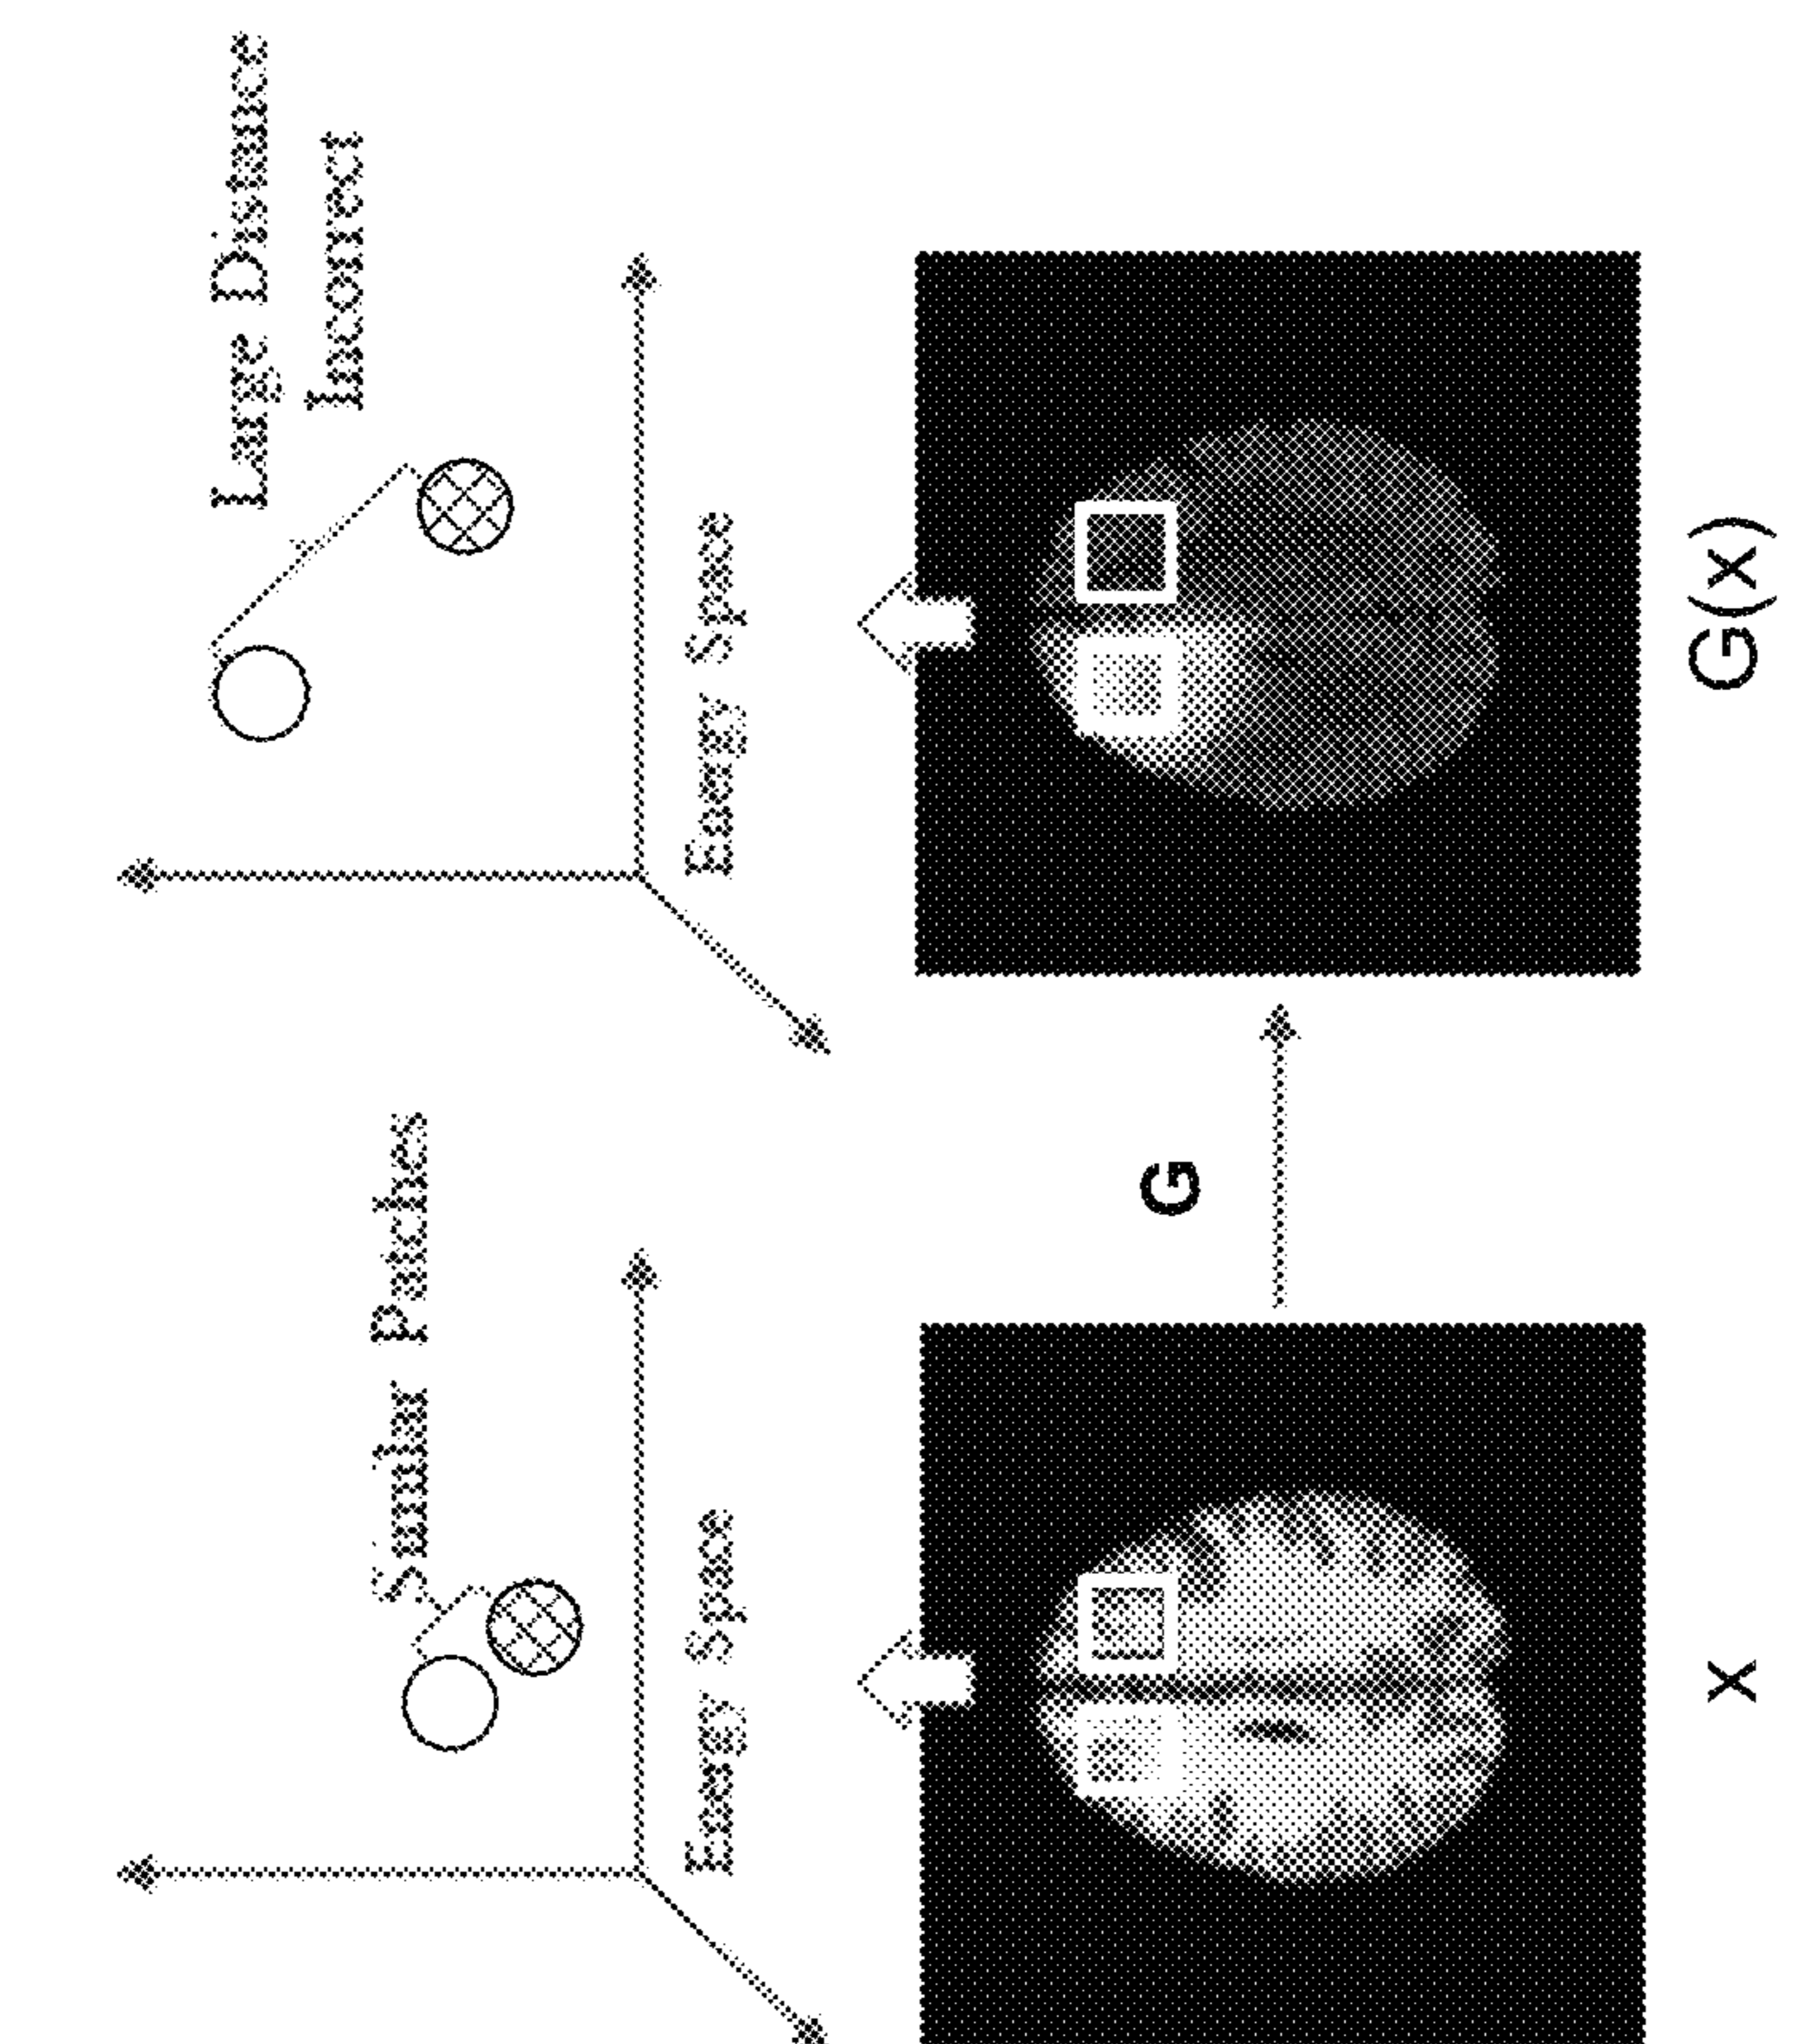 Similar Patches
Energy Space
X
G
Large Distance
Incorrect
Energy Space
G(x)